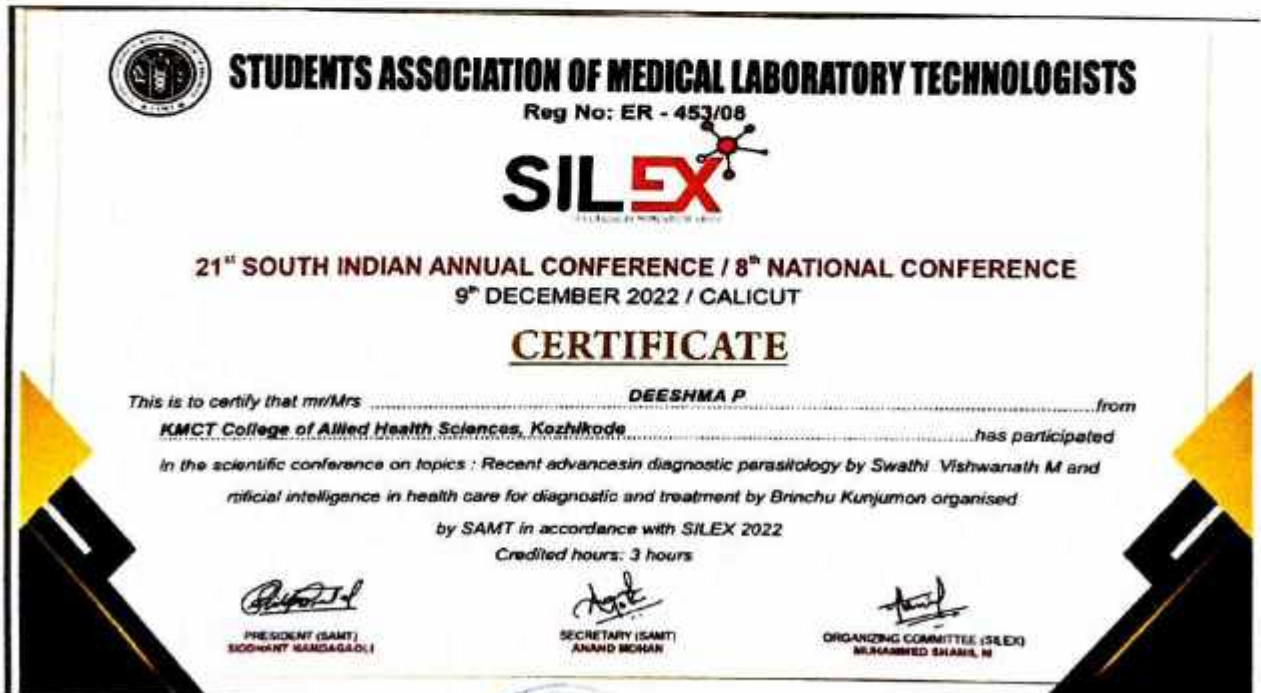 STUDENTS ASSOCIATION OF MEDICAL LABORATORY TECHNOLOGISTS
Reg No: ER - 453/08
SILEX
21st SOUTH INDIAN ANNUAL CONFERENCE / 8th NATIONAL CONFERENCE
9th DECEMBER 2022 / CALICUT
CERTIFICATE
This is to certify that mr/Mrs DEESHMA P from
KMCT College of Allied Health Sciences, Kozhikode has participated
in the scientific conference on topics : Recent advancesin diagnostic parasitology by Swathi Vishwanath M and
rtificial intelligence in health care for diagnostic and treatment by Brinchu Kunjumon organised
by SAMT in accordance with SILEX 2022
Credited hours: 3 hours
PRESIDENT (SAMT)
SIDDHANT MANDAGAOLI
SECRETARY (SAMT)
ANAND MOHAN
ORGANIZING COMMITTEE (SILEX)
MUHAMMED SHAMIL M